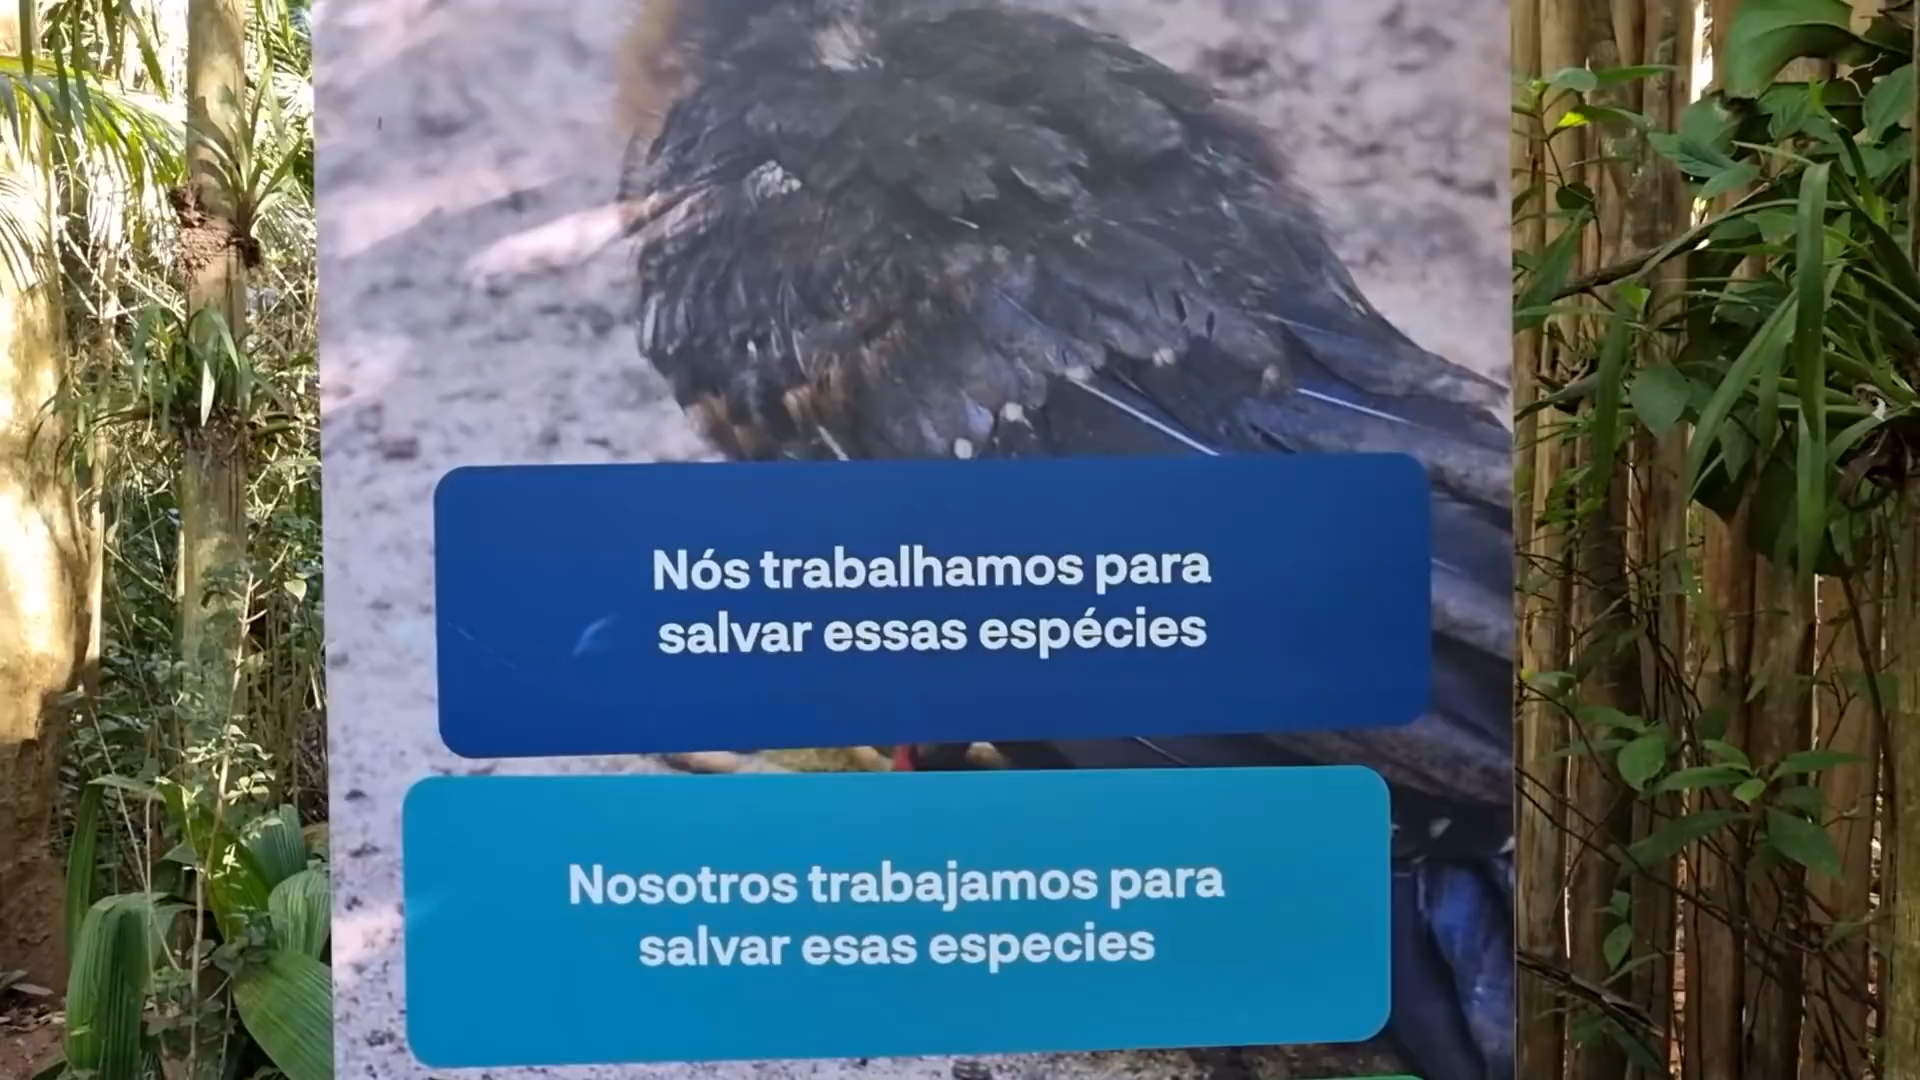 Nós trabalhamos para
salvar essas espécies
Nosotros trabajamos para
salvar esas especies